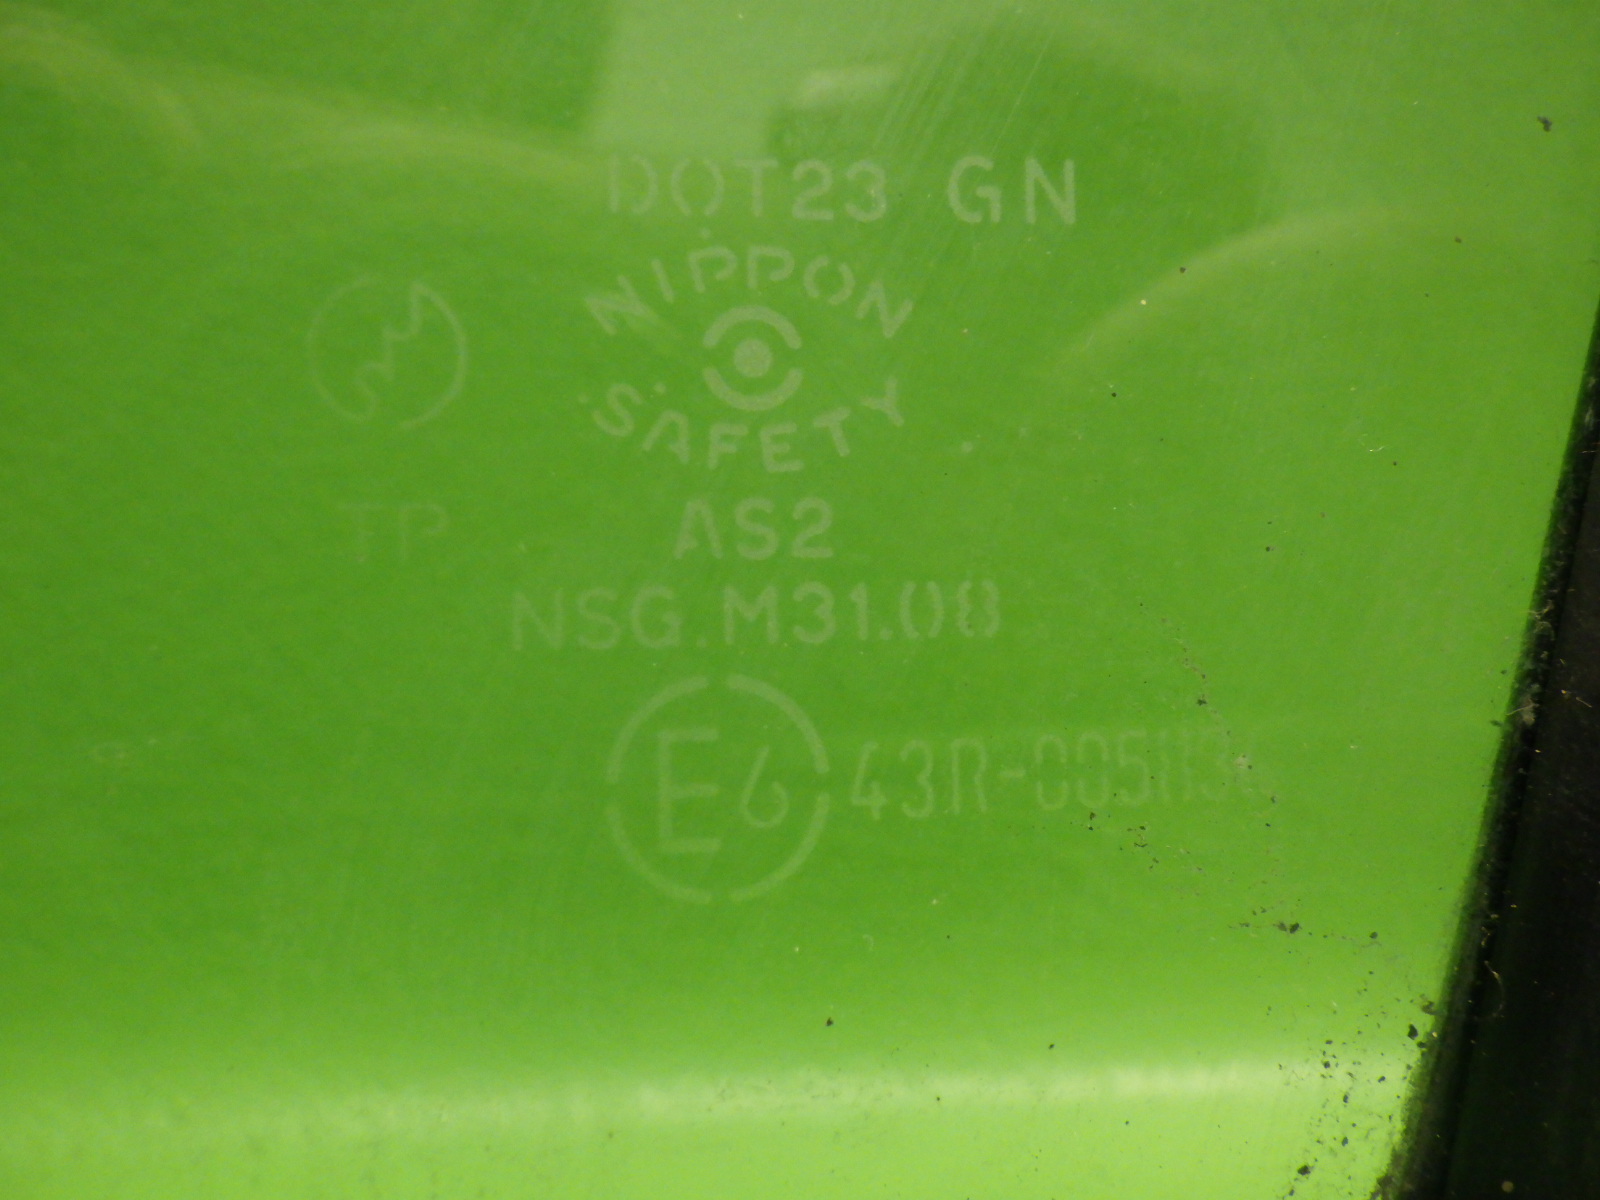 DOT23 GN
NIPPON
SAFETY
TP
AS2
NSG.M31.08
E6